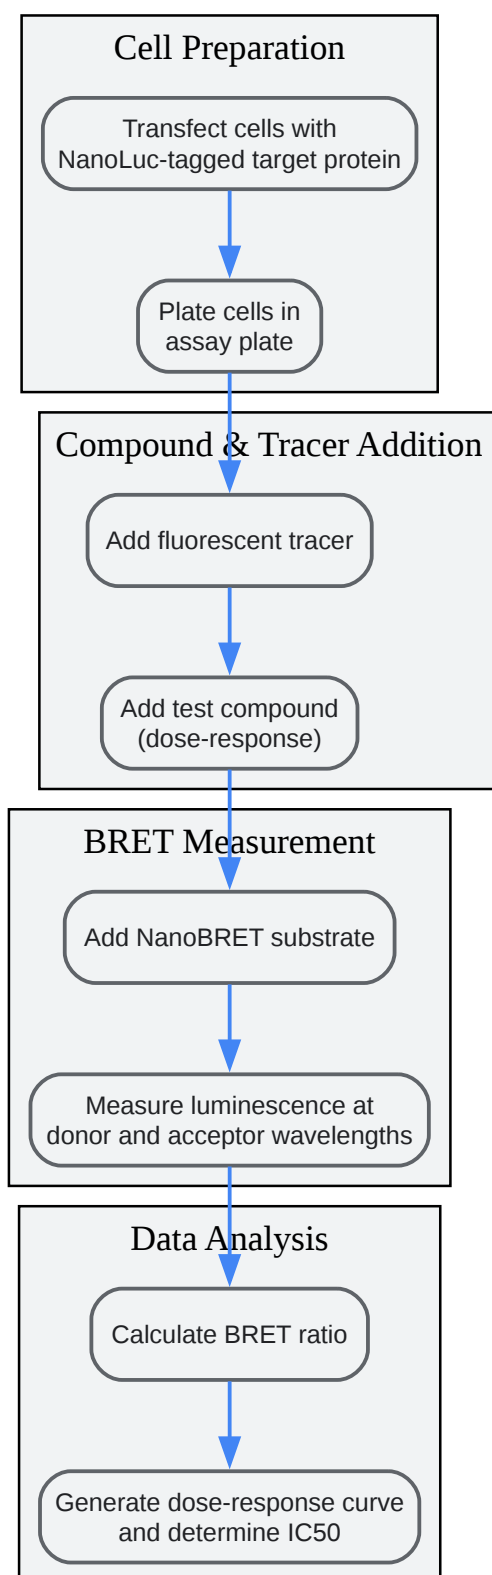 Cell Preparation
Transfect cells with
NanoLuc-tagged target protein
Plate cells in
assay plate
Compound & Tracer Addition
Add fluorescent tracer
Add test compound
(dose-response)
BRET Measurement
Add NanoBRET substrate
Measure luminescence at
donor and acceptor wavelengths
Data Analysis
Calculate BRET ratio
Generate dose-response curve
and determine IC50